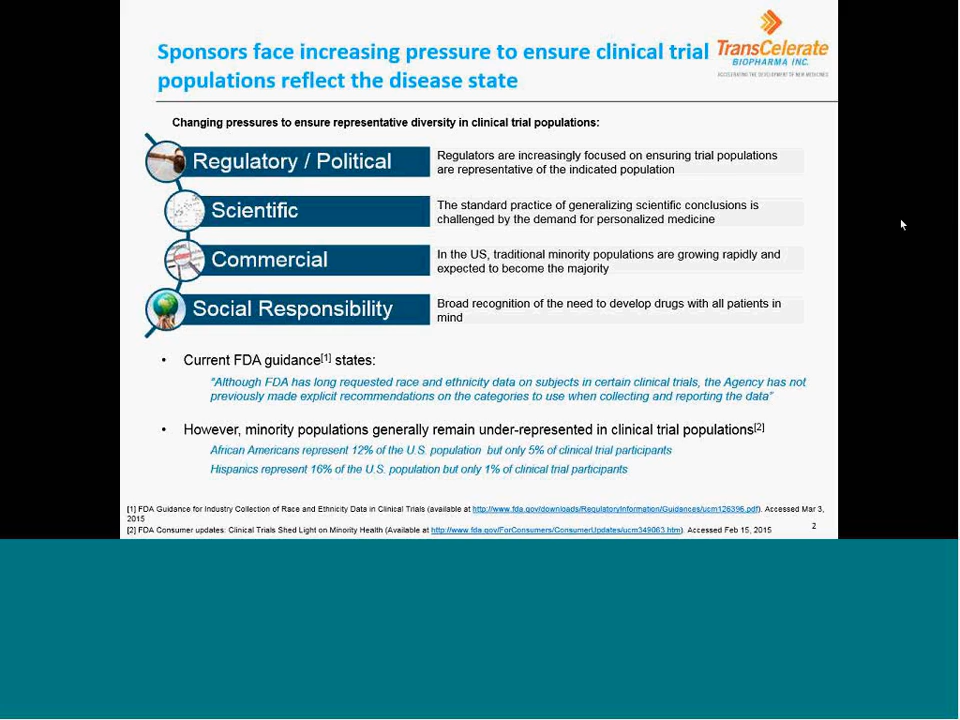 Sponsors face increasing pressure to ensure clinical trial
populations reflect the disease state
TransCelerate
BIOPHARMA INC.
ACCELERATING THE DEVELOPMENT OF NEW MEDICINES
Changing pressures to ensure representative diversity in clinical trial populations:
Regulatory / Political
Regulators are increasingly focused on ensuring trial populations
are representative of the indicated population
Scientific
The standard practice of generalizing scientific conclusions is
challenged by the demand for personalized medicine
Commercial
In the US, traditional minority populations are growing rapidly and
expected to become the majority
Social Responsibility
Broad recognition of the need to develop drugs with all patients in
mind
• Current FDA guidance[1] states:
"Although FDA has long requested race and ethnicity data on subjects in certain clinical trials, the Agency has not
previously made explicit recommendations on the categories to use when collecting and reporting the data"
• However, minority populations generally remain under-represented in clinical trial populations[2]
African Americans represent 12% of the U.S. population but only 5% of clinical trial participants
Hispanics represent 16% of the U.S. population but only 1% of clinical trial participants
[1] FDA Guidance for Industry Collection of Race and Ethnicity Data in Clinical Trials (available at http://www.fda.gov/downloads/RegulatoryInformation/Guidances/ucm126396.pdf). Accessed Mar 3,
2015
[2] FDA Consumer updates: Clinical Trials Shed Light on Minority Health (Available at http://www.fda.gov/ForConsumers/ConsumerUpdates/ucm349063.htm) Accessed Feb 15, 2015
2